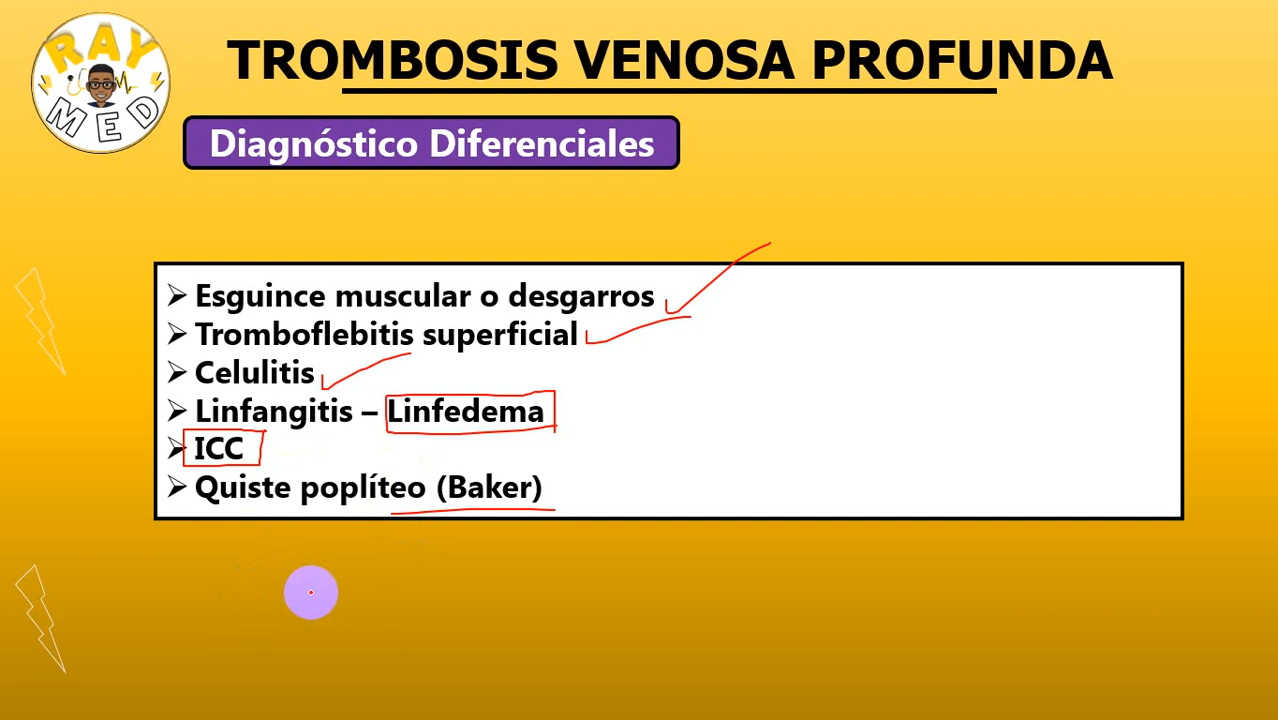 RAY
MED
TROMBOSIS VENOSA PROFUNDA
Diagnóstico Diferenciales
➢ Esguince muscular o desgarros
➢ Tromboflebitis superficial
➢ Celulitis
➢ Linfangitis – Linfedema
➢ ICC
➢ Quiste poplíteo (Baker)